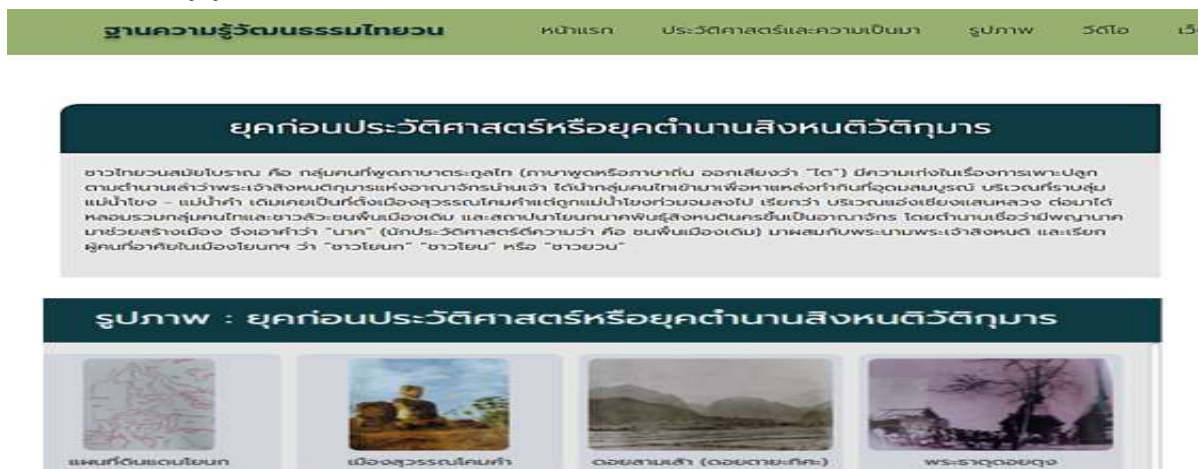 ฐานความรู้วัฒนธรรมไทยวน หน้าแรก ประวัติศาสตร์และความเป็นมา รูปภาพ วีดีโอ
ยุคก่อนประวัติศาสตร์หรือยุคตำนานสิงหนติวัติกุมาร
ชาวไทยวนสมัยโบราณ คือ กลุ่มคนที่พูดภาษาตระกูลไท (ภาษาพูดหรือภาษาถิ่น ออกเสียงว่า "ไต") มีความเก่งในเรื่องการเพาะปลูก
ตามตำนานเล่าว่าพระเจ้าสิงหนติกุมารแห่งอาณาจักรน่านเจ้า ได้นำกลุ่มคนไทเข้ามาเพื่อหาแหล่งทำกินที่อุดมสมบูรณ์ บริเวณที่ราบลุ่ม
แม่น้ำโขง - แม่น้ำคำ เดิมเคยเป็นที่ตั้งเมืองสุวรรณโคมคำแต่ถูกแม่น้ำโขงท่วมจมลงไป เรียกว่า บริเวณแอ่งเชียงแสนหลวง ต่อมาได้
หลอมรวมกลุ่มคนไทและชาวลัวะชนพื้นเมืองเดิม และสถาปนาโยนกนาคพันธุ์สิงหนตินครขึ้นเป็นอาณาจักร โดยตำนานเชื่อว่ามีพญานาค
มาช่วยสร้างเมือง จึงเอาคำว่า "นาค" (นักประวัติศาสตร์ตีความว่า คือ ชนพื้นเมืองเดิม) มาผสมกับพระนามพระเจ้าสิงหนติ และเรียก
ผู้คนที่อาศัยในเมืองโยนกฯ ว่า "ชาวโยนก" "ชาวโยน" หรือ "ชาวยวน"
รูปภาพ : ยุคก่อนประวัติศาสตร์หรือยุคตำนานสิงหนติวัติกุมาร
แผนที่ดินแดนโยนก เมืองสุวรรณโคมคำ ดอยสามเส้า (ดอยตายะทิศะ) พระธาตุดอยตุง